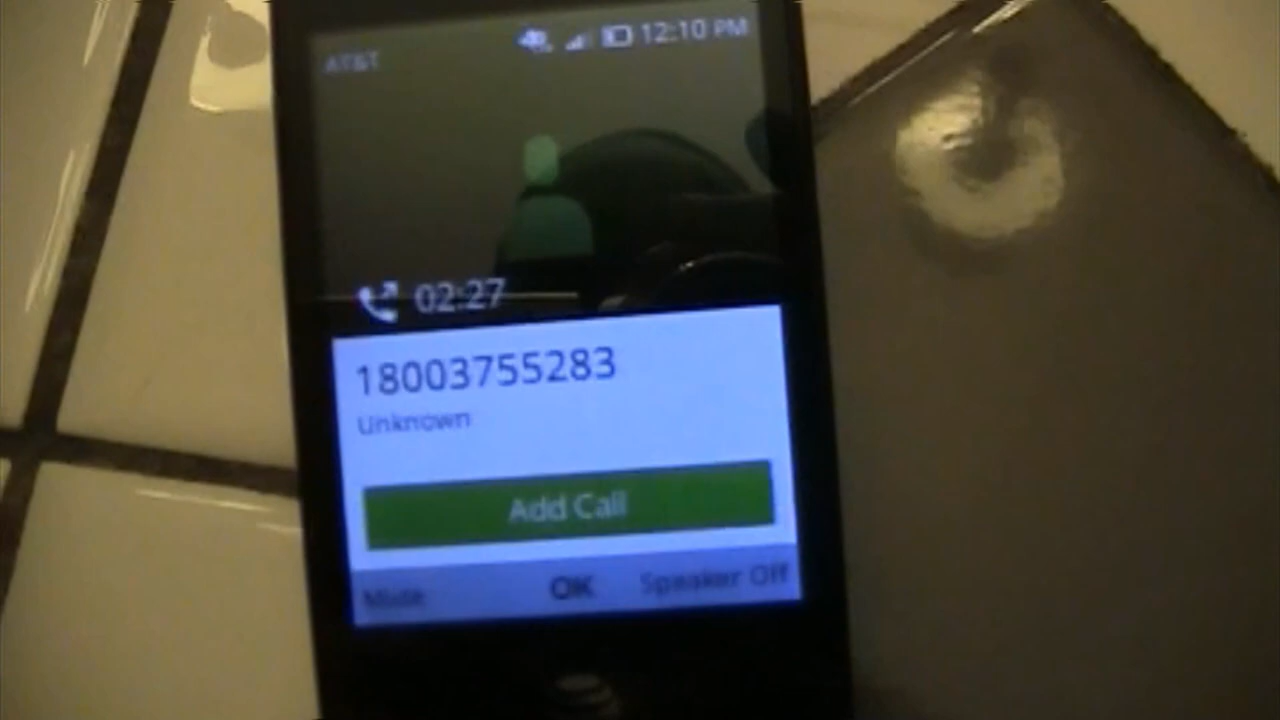 12:10 PM
AT&T
02:27
18003755283
Unknown
Add Call
Mute
OK
Speaker Off